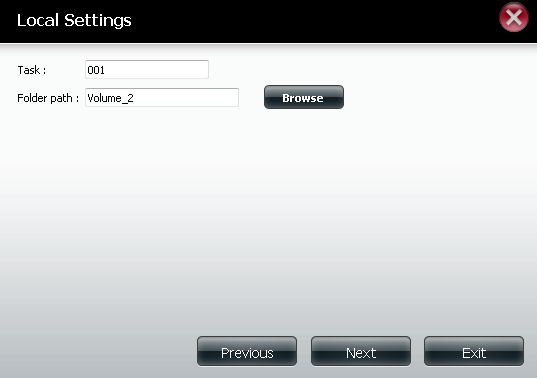 Local Settings
Task : 001
Folder path : Volume_2 Browse
Previous Next Exit